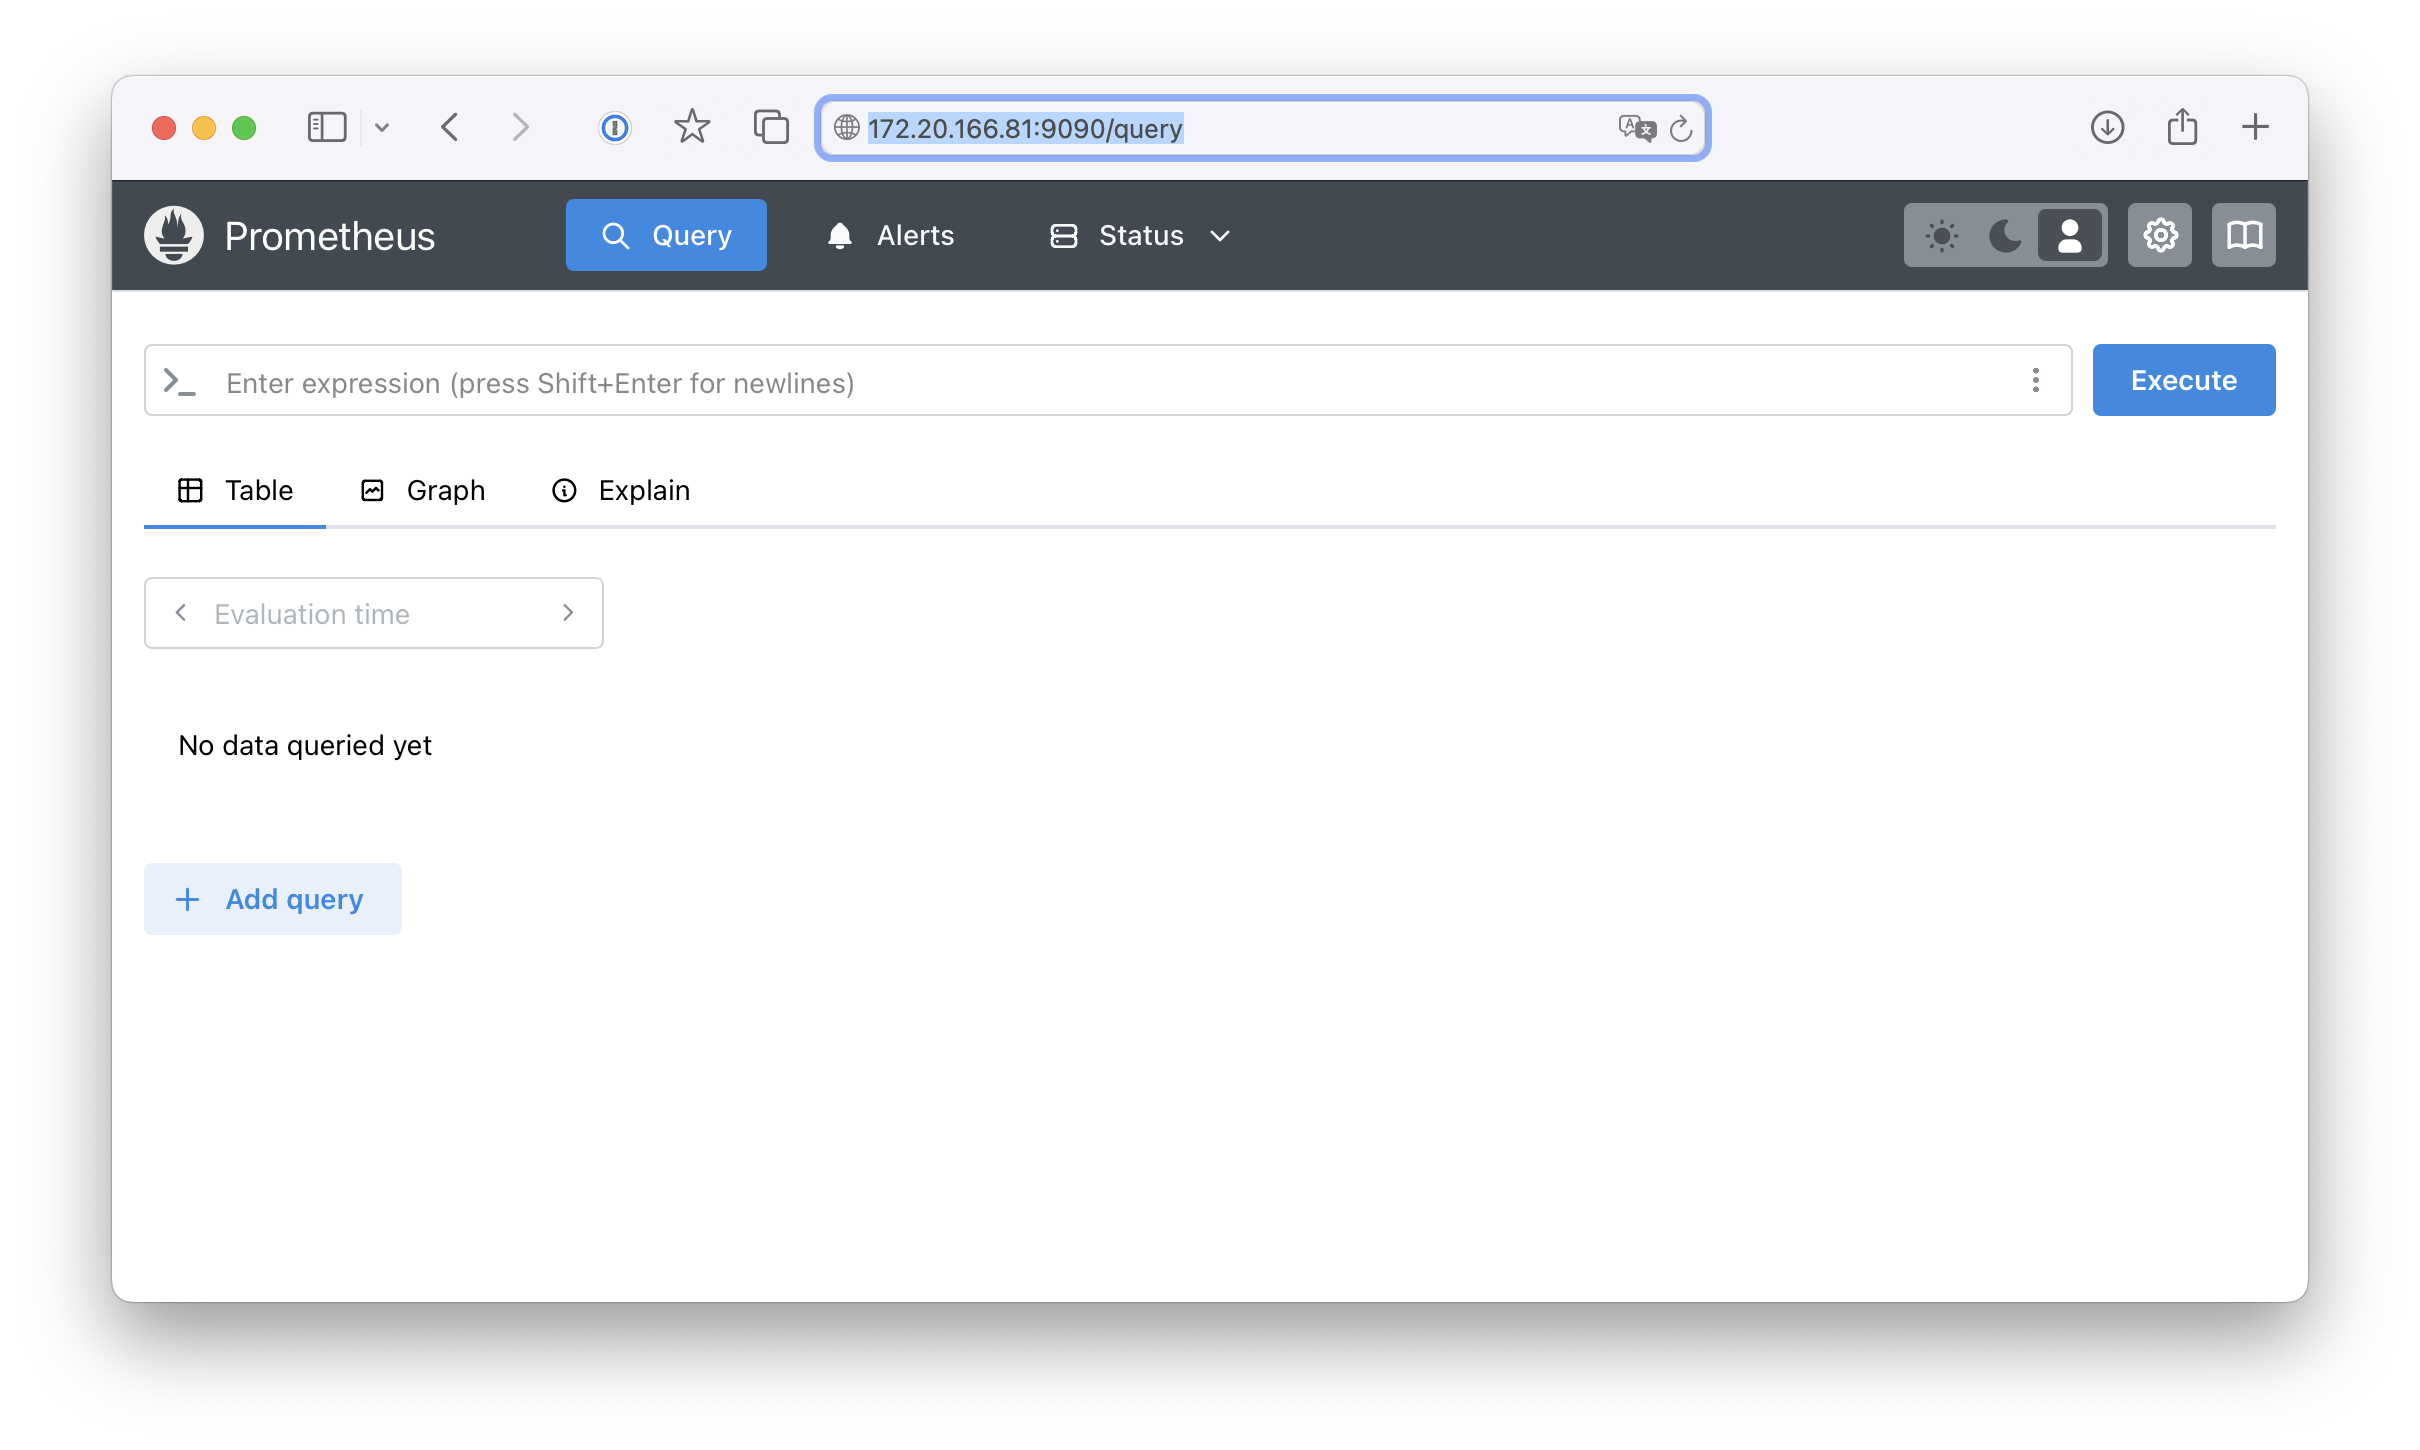 172.20.166.81:9090/query
Prometheus
Query
Alerts
Status
Enter expression (press Shift+Enter for newlines)
Execute
Table
Graph
Explain
Evaluation time
No data queried yet
Add query